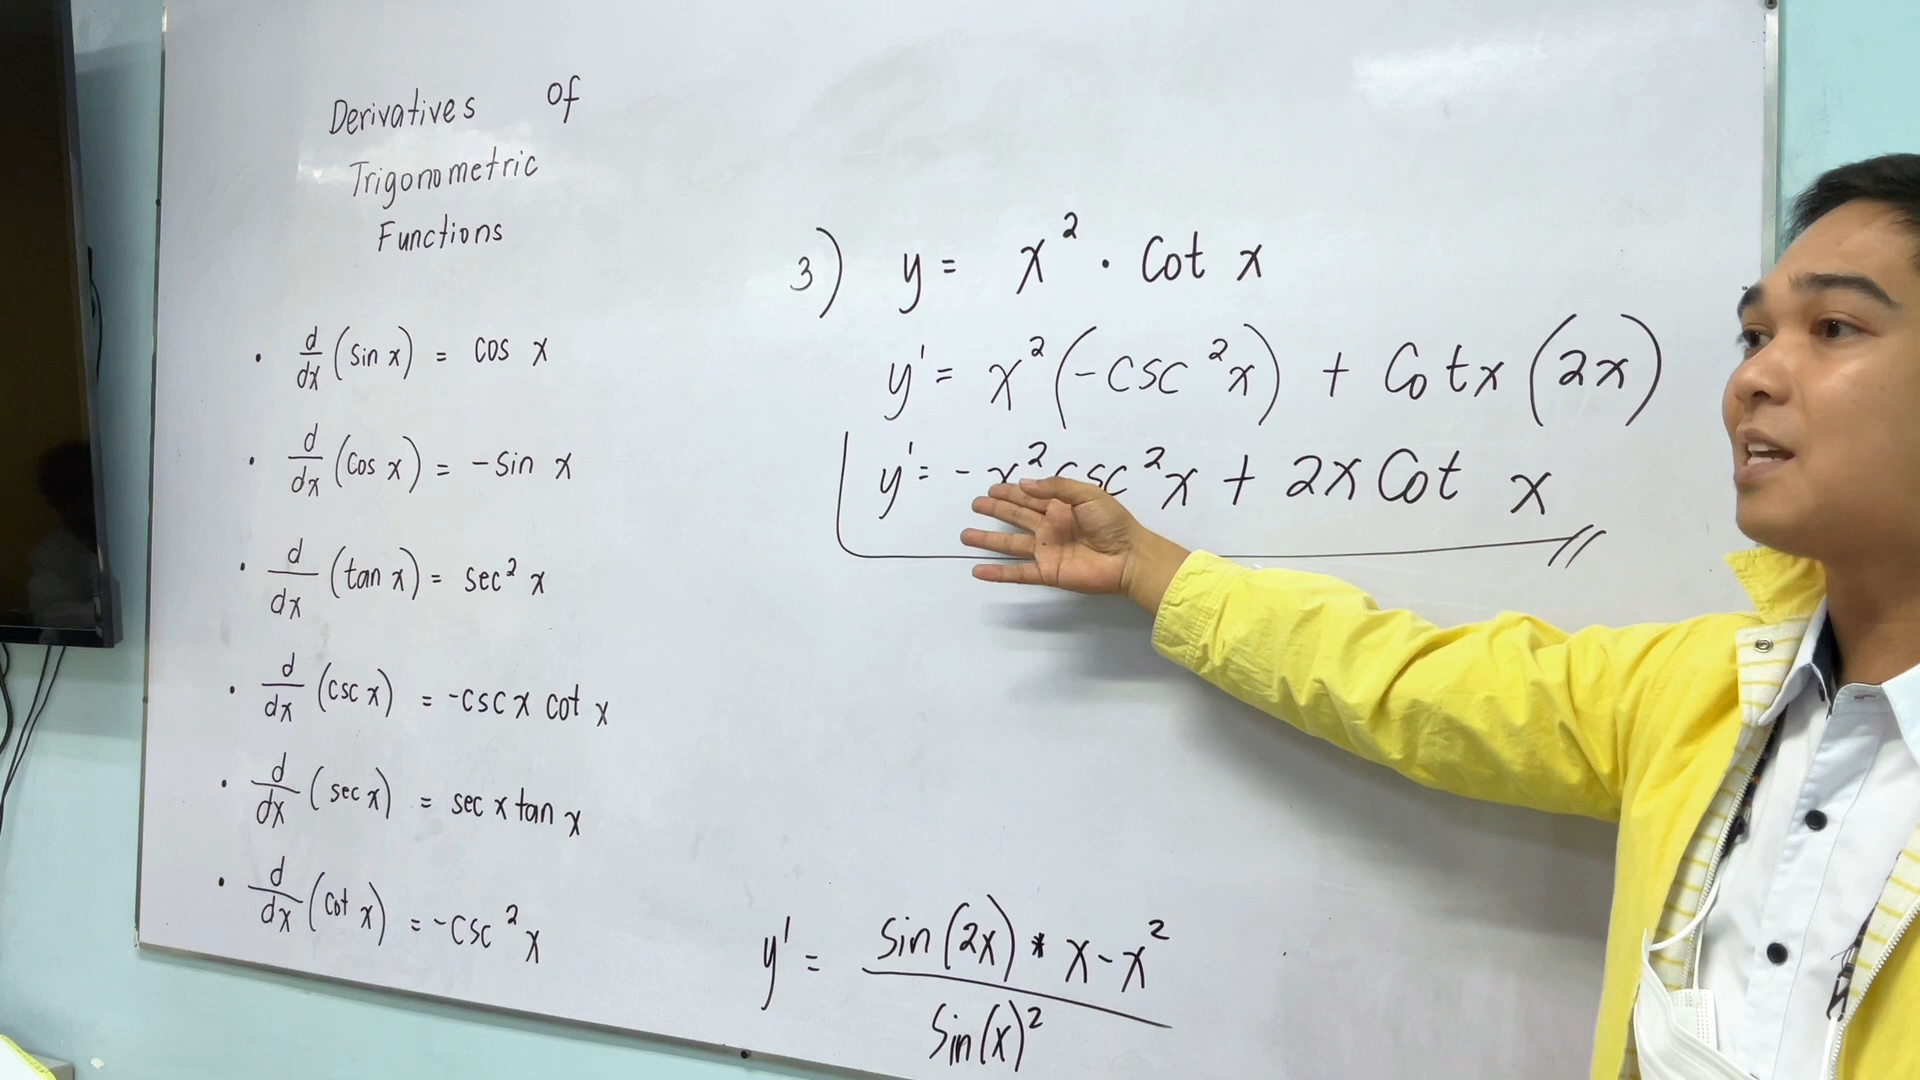 Derivatives of
Trigonometric
Functions
• d/dx (sin x) = cos x
• d/dx (cos x) = -sin x
• d/dx (tan x) = sec² x
• d/dx (csc x) = -csc x cot x
• d/dx (sec x) = sec x tan x
• d/dx (cot x) = -csc² x
3) y = x² · Cot x
y' = x² (-csc² x) + Cot x (2x)
y' = - x² csc² x + 2x Cot x
y' = sin(2x) * x - x² / Sin(x)²